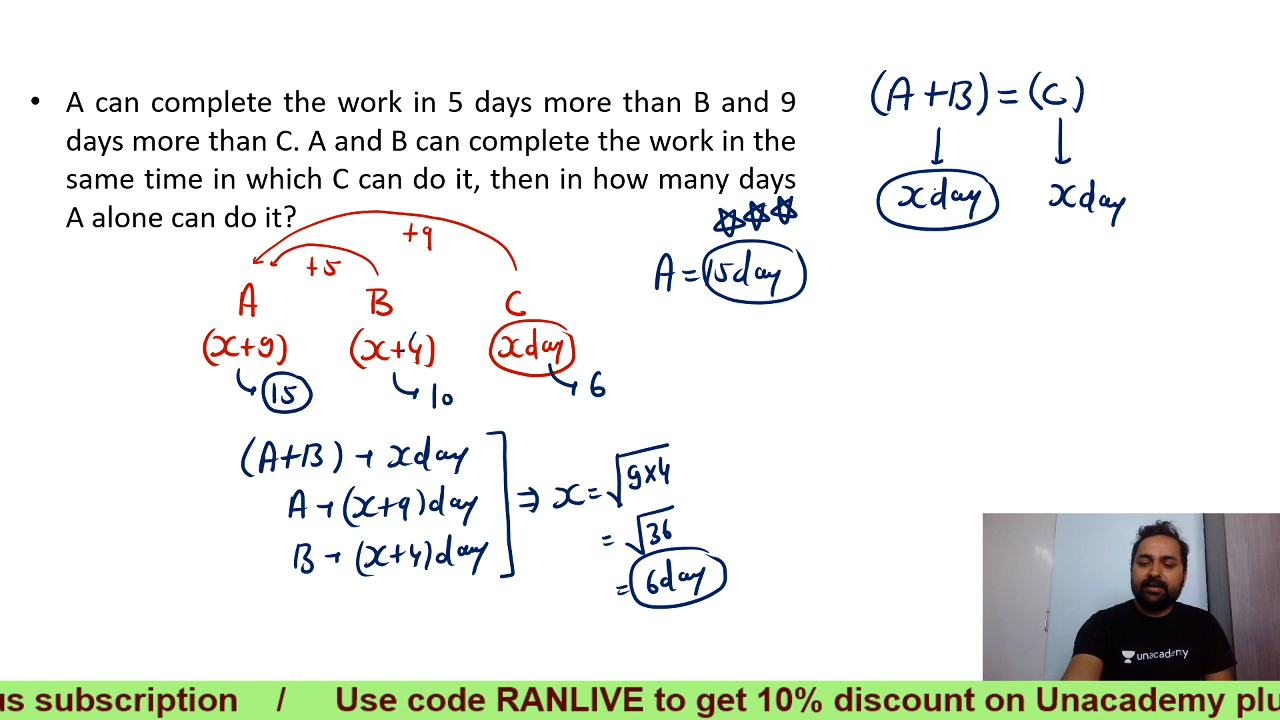 • A can complete the work in 5 days more than B and 9
days more than C. A and B can complete the work in the
same time in which C can do it, then in how many days
A alone can do it?
(A+B) = (C)
x day x day
A = 15 day
+9
+5
A B C
(x+9) (x+4) x day
15 10 6
(A+B) → x day
A → (x+9) day
B → (x+4) day
⇒ x = √9×4
= √36
= 6 day
unacademy
us subscription / Use code RANLIVE to get 10% discount on Unacademy plu